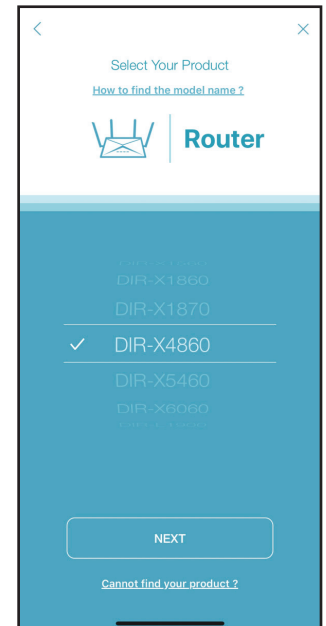 Select Your Product
How to find the model name ?
Router
DIR-X1860
DIR-X1870
DIR-X4860
DIR-X5460
DIR-X6060
NEXT
Cannot find your product ?